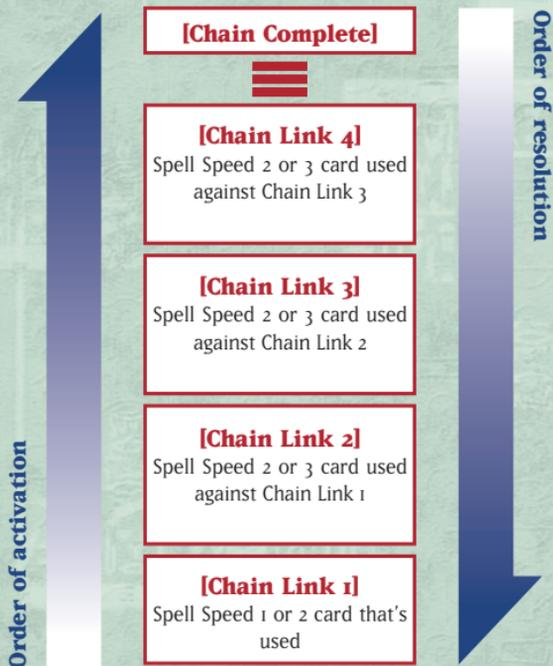 [Chain Complete]
[Chain Link 4]
Spell Speed 2 or 3 card used
against Chain Link 3
[Chain Link 3]
Spell Speed 2 or 3 card used
against Chain Link 2
[Chain Link 2]
Spell Speed 2 or 3 card used
against Chain Link 1
[Chain Link 1]
Spell Speed 1 or 2 card that's
used
Order of activation
Order of resolution